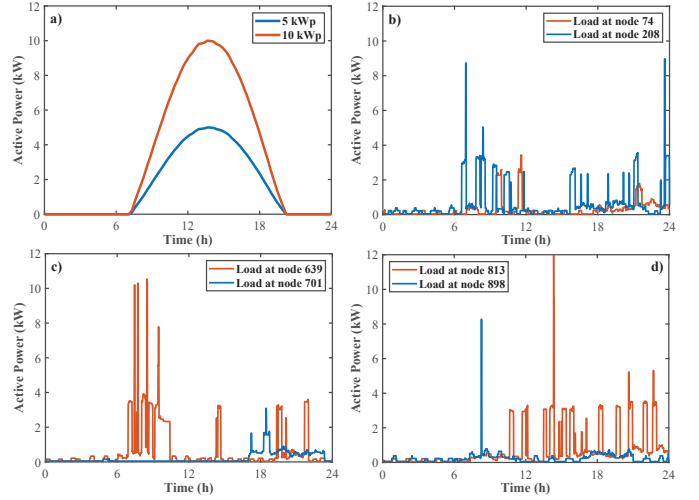 a)
5 kWp
10 kWp
Active Power (kW)
12
10
8
6
4
2
0
0 6 12 18 24
Time (h)
b)
Load at node 74
Load at node 208
Active Power (kW)
12
10
8
6
4
2
0
0 6 12 18 24
Time (h)
c)
Load at node 639
Load at node 701
Active Power (kW)
12
10
8
6
4
2
0
0 6 12 18 24
Time (h)
d)
Load at node 813
Load at node 898
Active Power (kW)
12
10
8
6
4
2
0
0 6 12 18 24
Time (h)